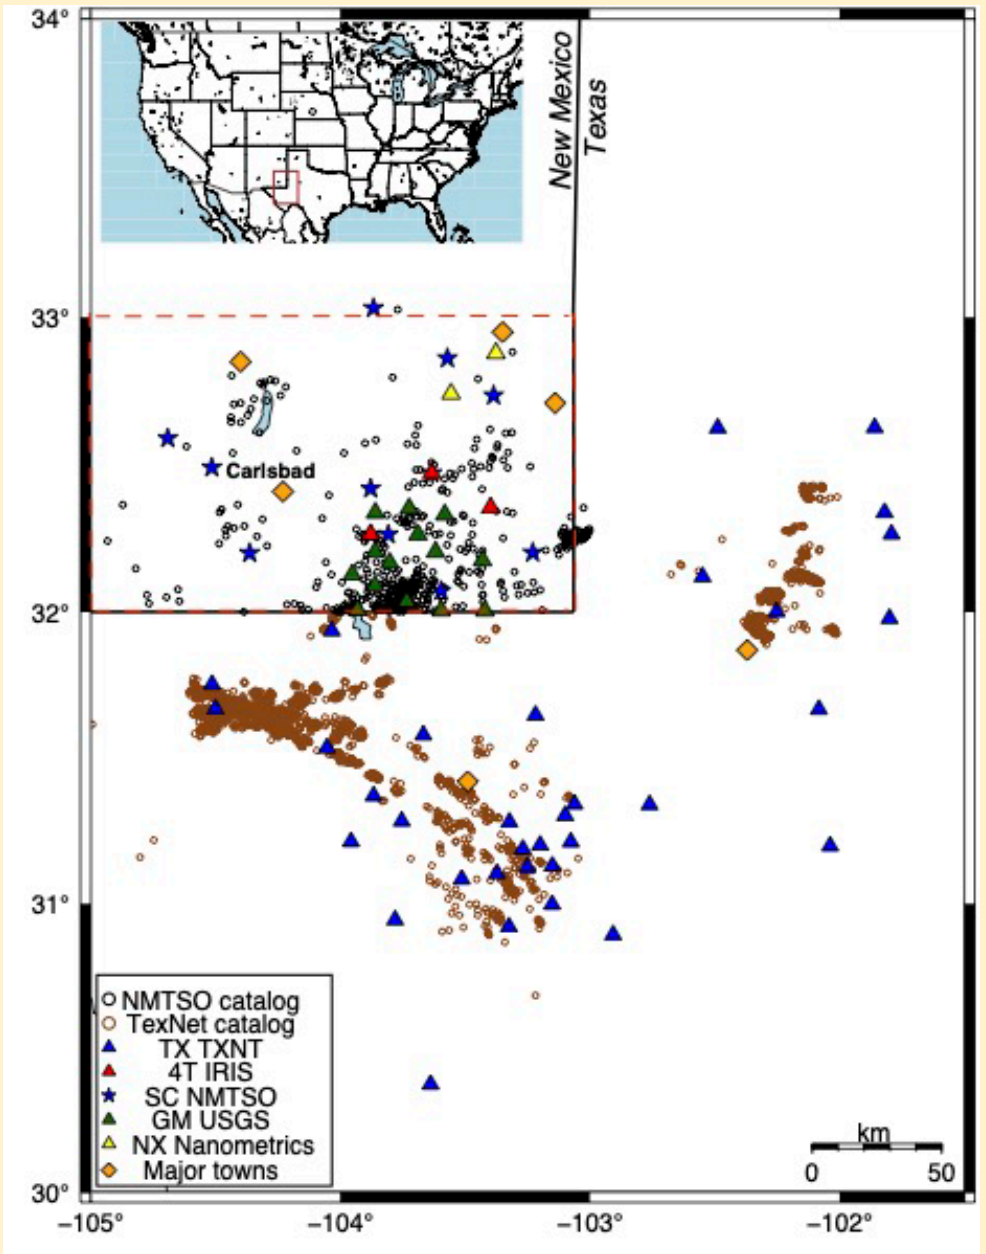 34°
New Mexico
Texas
33°
Carlsbad
32°
31°
NMTSO catalog
TexNet catalog
TX TXNT
4T IRIS
SC NMTSO
GM USGS
NX Nanometrics
Major towns
km
0 50
30°
−105° −104° −103° −102°